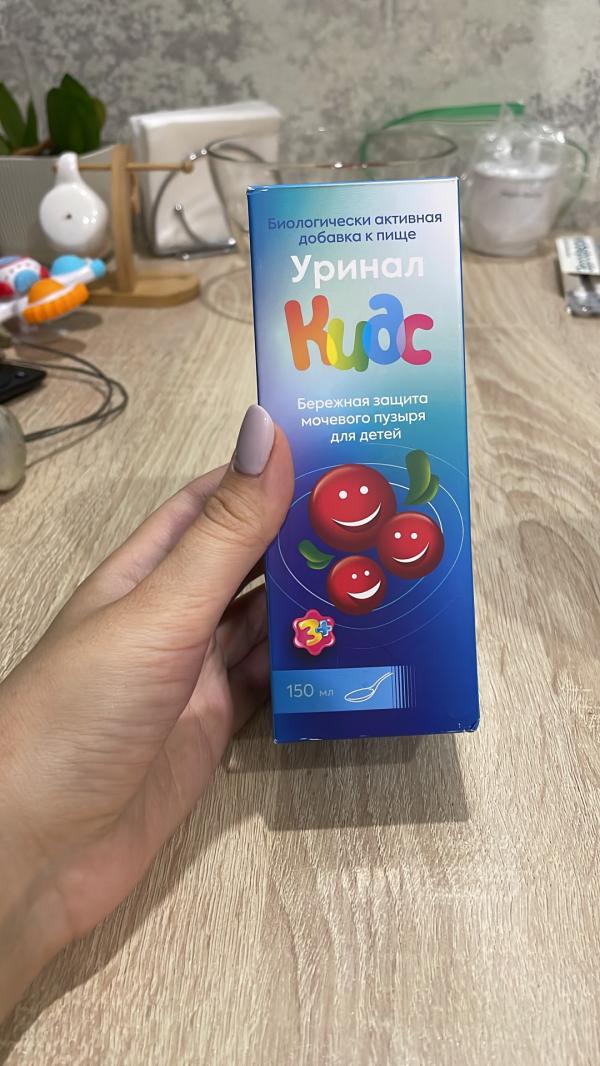 Биологически активная
добавка к пище
Уринал
Кидс
Бережная защита
мочевого пузыря
для детей
3+
150 мл